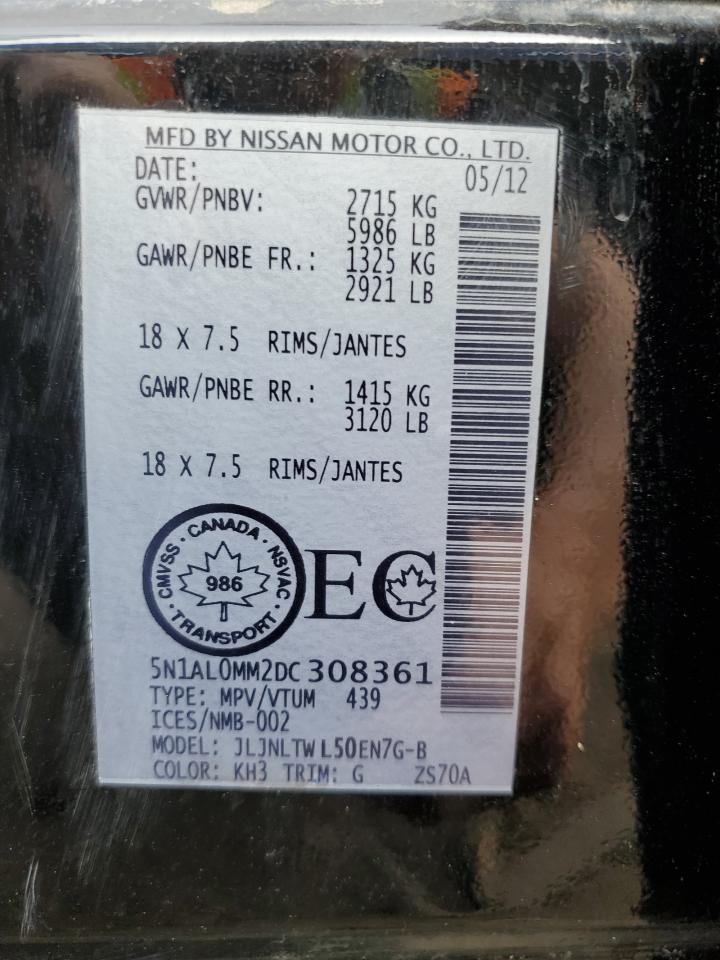 MFD BY NISSAN MOTOR CO., LTD.
DATE: 05/12
GVWR/PNBV: 2715 KG
5986 LB
GAWR/PNBE FR.: 1325 KG
2921 LB
18 X 7.5 RIMS/JANTES
GAWR/PNBE RR.: 1415 KG
3120 LB
18 X 7.5 RIMS/JANTES
CMVSS · CANADA · NSVAC · TRANSPORT ·
986
EC
5N1AL0MM2DC308361
TYPE: MPV/VTUM 439
ICES/NMB-002
MODEL: JLJNLTW L50EN7G-B
COLOR: KH3 TRIM: G ZS70A